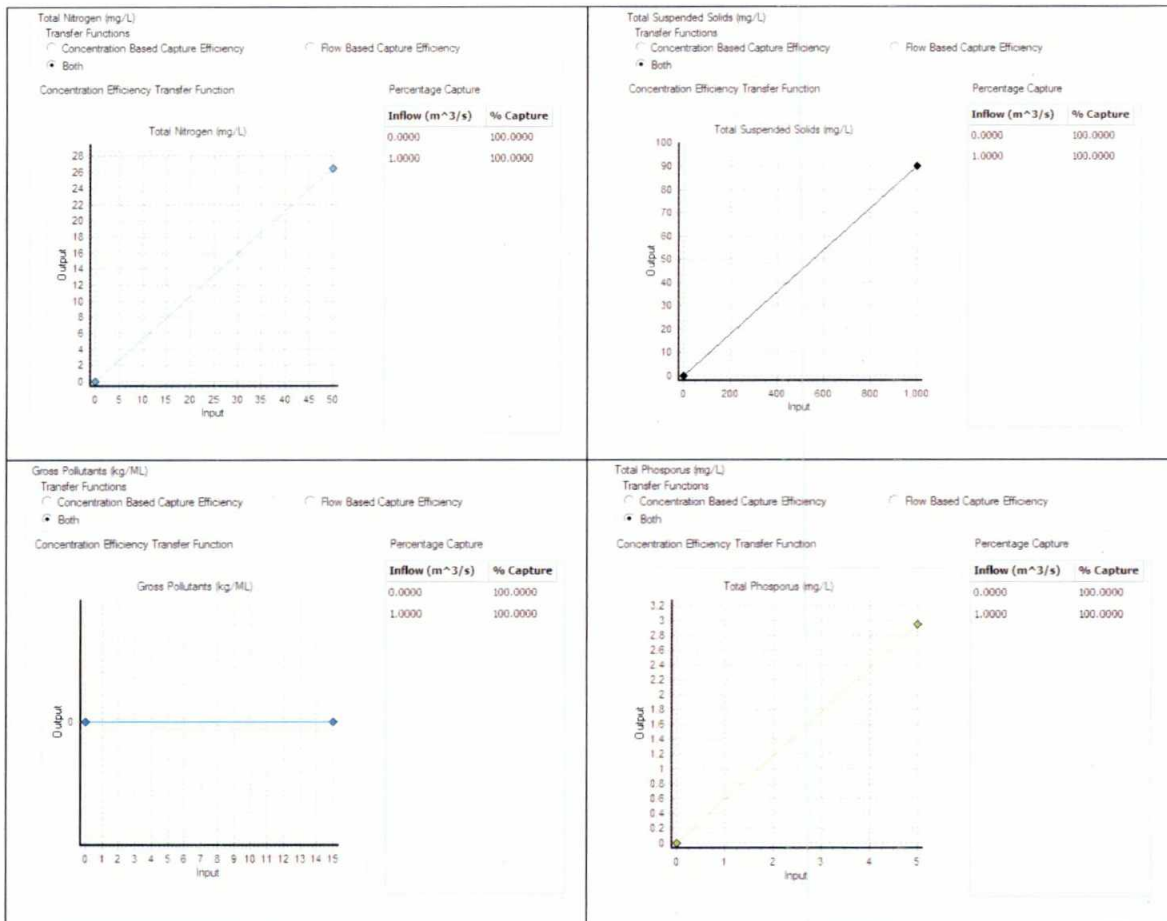 Total Nitrogen (mg/L)
Transfer Functions
Concentration Based Capture Efficiency
Flow Based Capture Efficiency
Both
Concentration Efficiency Transfer Function
Percentage Capture
Inflow (m^3/s) % Capture
0.0000 100.0000
1.0000 100.0000
Total Nitrogen (mg/L)
28
26
24
22
20
18
16
14
12
10
8
6
4
2
0
Output
0 5 10 15 20 25 30 35 40 45 50
Input
Total Suspended Solids (mg/L)
Transfer Functions
Concentration Based Capture Efficiency
Flow Based Capture Efficiency
Both
Concentration Efficiency Transfer Function
Percentage Capture
Inflow (m^3/s) % Capture
0.0000 100.0000
1.0000 100.0000
Total Suspended Solids (mg/L)
100
90
80
70
60
50
40
30
20
10
0
Output
0 200 400 600 800 1,000
Input
Gross Pollutants (kg/ML)
Transfer Functions
Concentration Based Capture Efficiency
Flow Based Capture Efficiency
Both
Concentration Efficiency Transfer Function
Percentage Capture
Inflow (m^3/s) % Capture
0.0000 100.0000
1.0000 100.0000
Gross Pollutants (kg/ML)
0
Output
0 1 2 3 4 5 6 7 8 9 10 11 12 13 14 15
Input
Total Phosporus (mg/L)
Transfer Functions
Concentration Based Capture Efficiency
Flow Based Capture Efficiency
Both
Concentration Efficiency Transfer Function
Percentage Capture
Inflow (m^3/s) % Capture
0.0000 100.0000
1.0000 100.0000
Total Phosporus (mg/L)
3.2
3
2.8
2.6
2.4
2.2
2
1.8
1.6
1.4
1.2
1
0.8
0.6
0.4
0.2
0
Output
0 1 2 3 4 5
Input